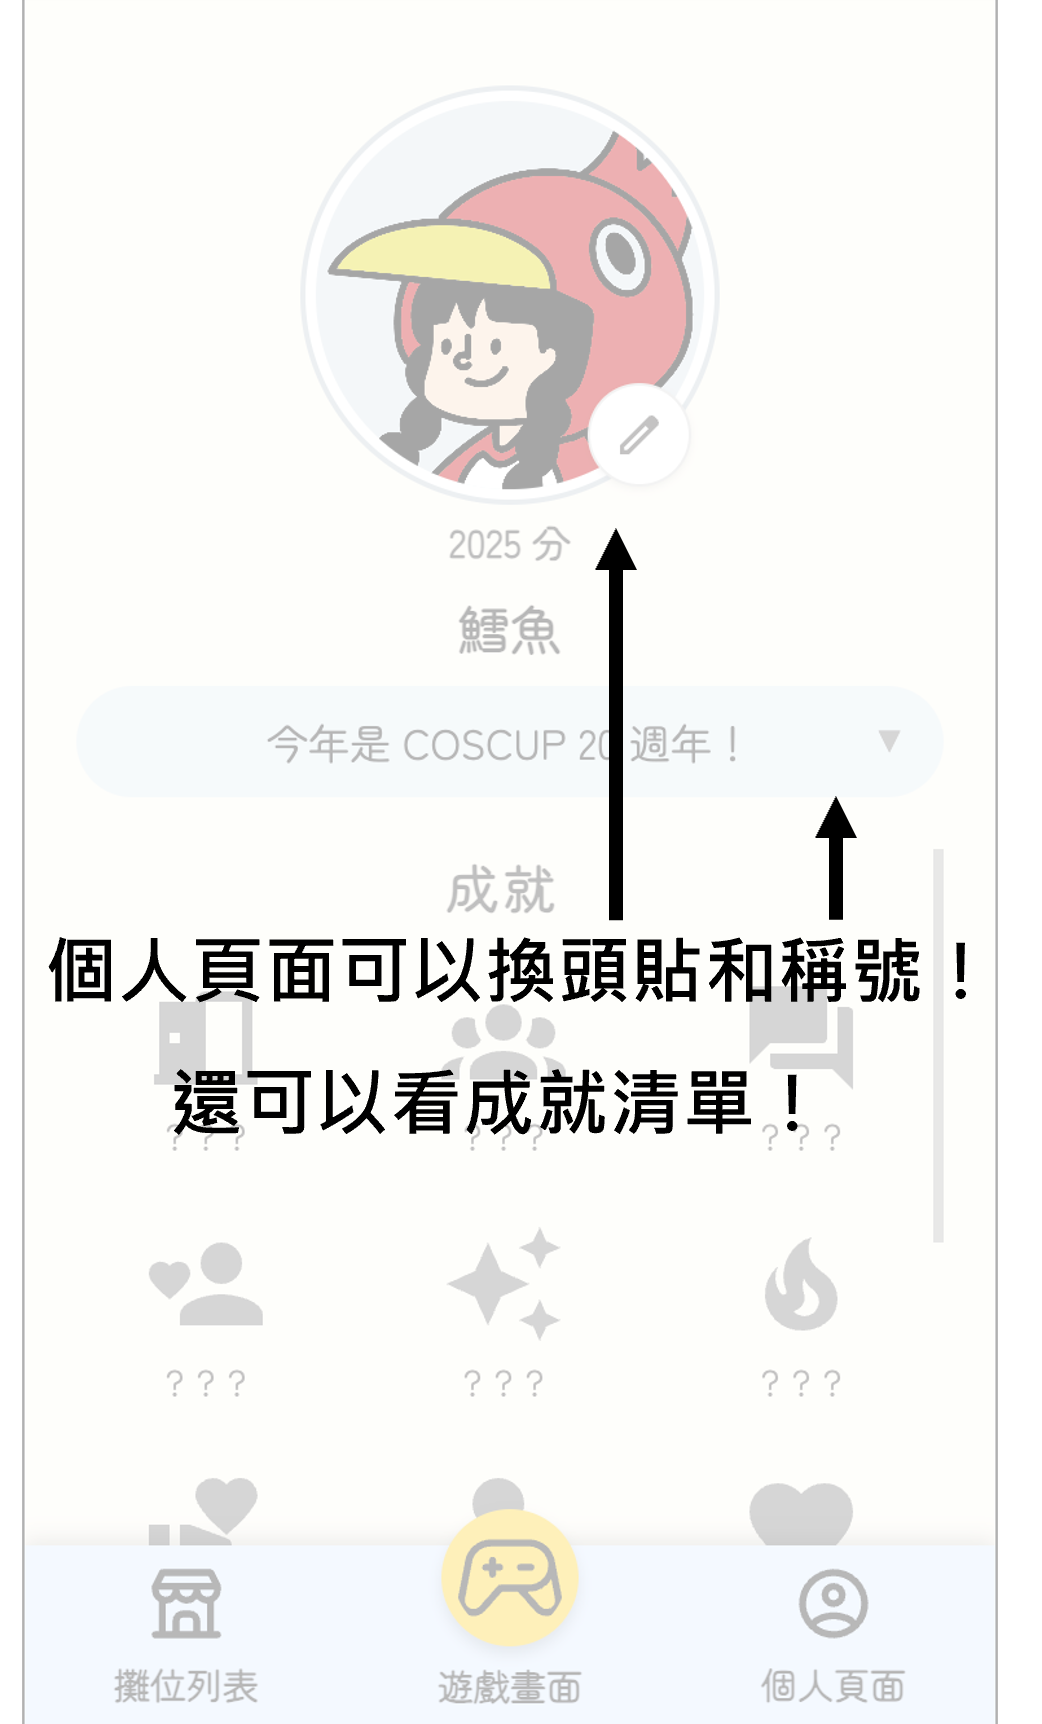 2025 分
鱈魚
今年是 COSCUP 20 週年！
▼
成就
個人頁面可以換頭貼和稱號！
還可以看成就清單！
？？？ ？？？ ？？？
？？？ ？？？ ？？？
攤位列表 遊戲畫面 個人頁面